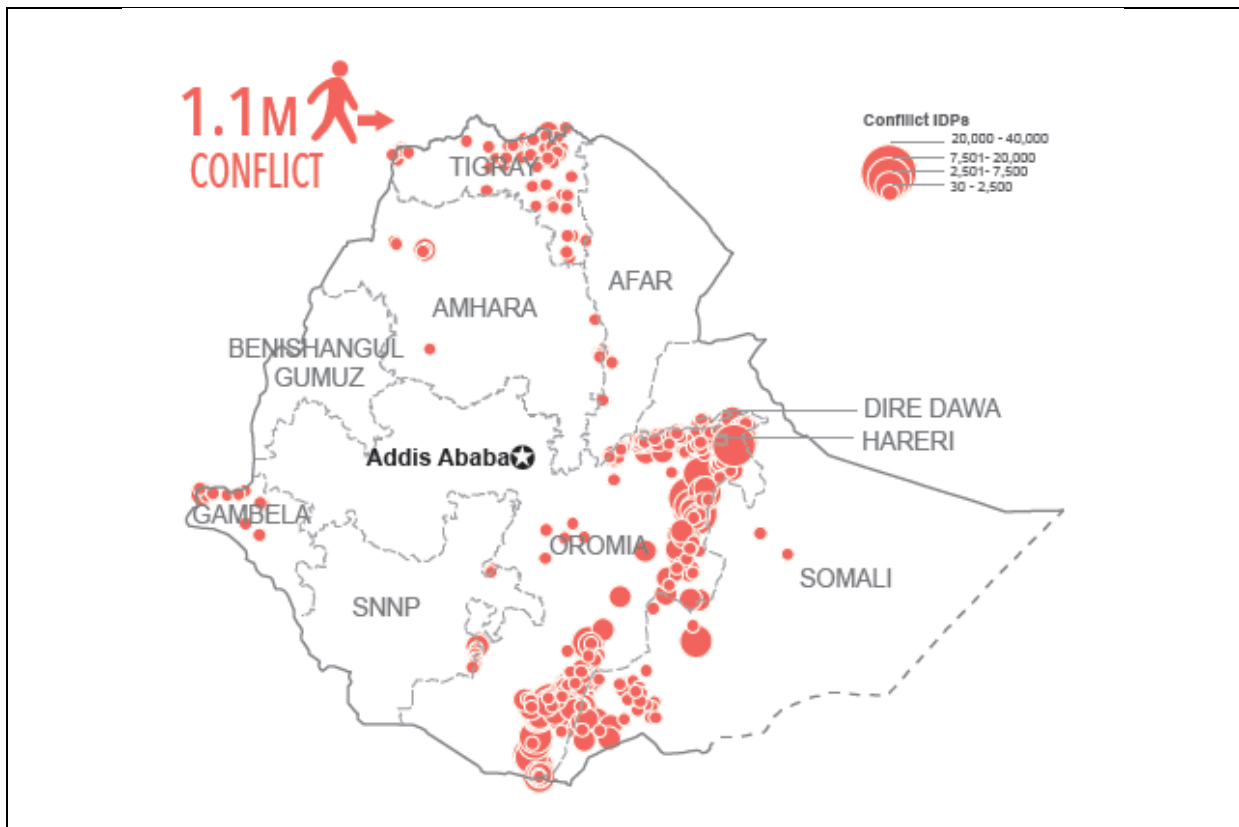 1.1M
CONFLICT
Conflict IDPs
20,000 - 40,000
7,501- 20,000
2,501- 7,500
30 - 2,500
TIGRAY
AFAR
AMHARA
BENISHANGUL
GUMUZ
DIRE DAWA
HARERI
Addis Ababa
GAMBELA
OROMIA
SOMALI
SNNP